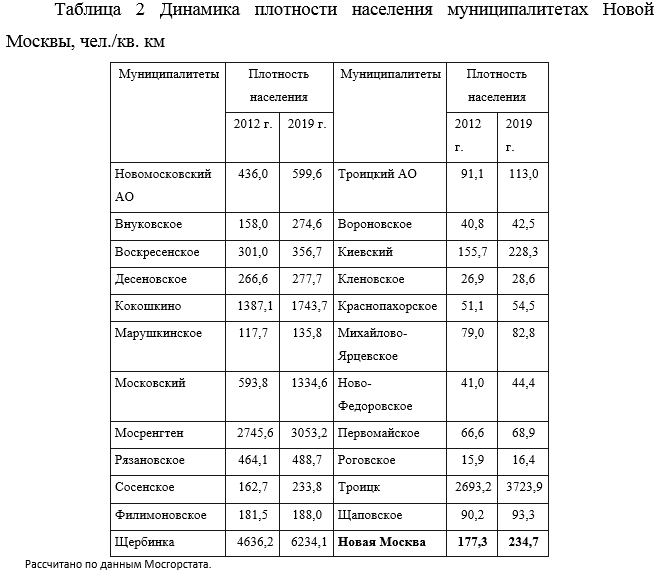 Таблица 2 Динамика плотности населения муниципалитетах Новой
Москвы, чел./кв. км
Муниципалитеты Плотность населения Муниципалитеты Плотность населения
2012 г. 2019 г. 2012 г. 2019 г.
Новомосковский АО 436,0 599,6 Троицкий АО 91,1 113,0
Внуковское 158,0 274,6 Вороновское 40,8 42,5
Воскресенское 301,0 356,7 Киевский 155,7 228,3
Десеновское 266,6 277,7 Кленовское 26,9 28,6
Кокошкино 1387,1 1743,7 Краснопахорское 51,1 54,5
Марушкинское 117,7 135,8 Михайлово-Ярцевское 79,0 82,8
Московский 593,8 1334,6 Ново-Федоровское 41,0 44,4
Мосренгтен 2745,6 3053,2 Первомайское 66,6 68,9
Рязановское 464,1 488,7 Роговское 15,9 16,4
Сосенское 162,7 233,8 Троицк 2693,2 3723,9
Филимоновское 181,5 188,0 Щаповское 90,2 93,3
Щербинка 4636,2 6234,1 Новая Москва 177,3 234,7
Рассчитано по данным Мосгорстата.